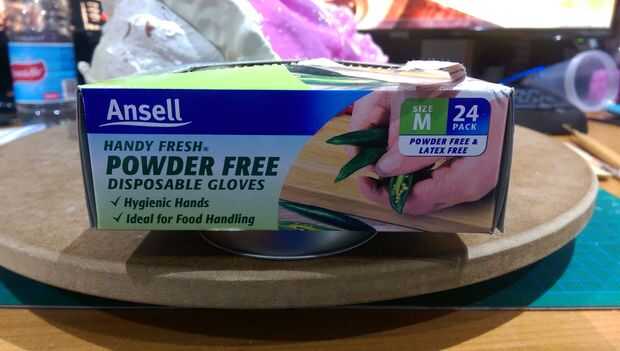 Ansell
HANDY FRESH®
POWDER FREE
DISPOSABLE GLOVES
✓ Hygienic Hands
✓ Ideal for Food Handling
SIZE
M
24
PACK
POWDER FREE &
LATEX FREE